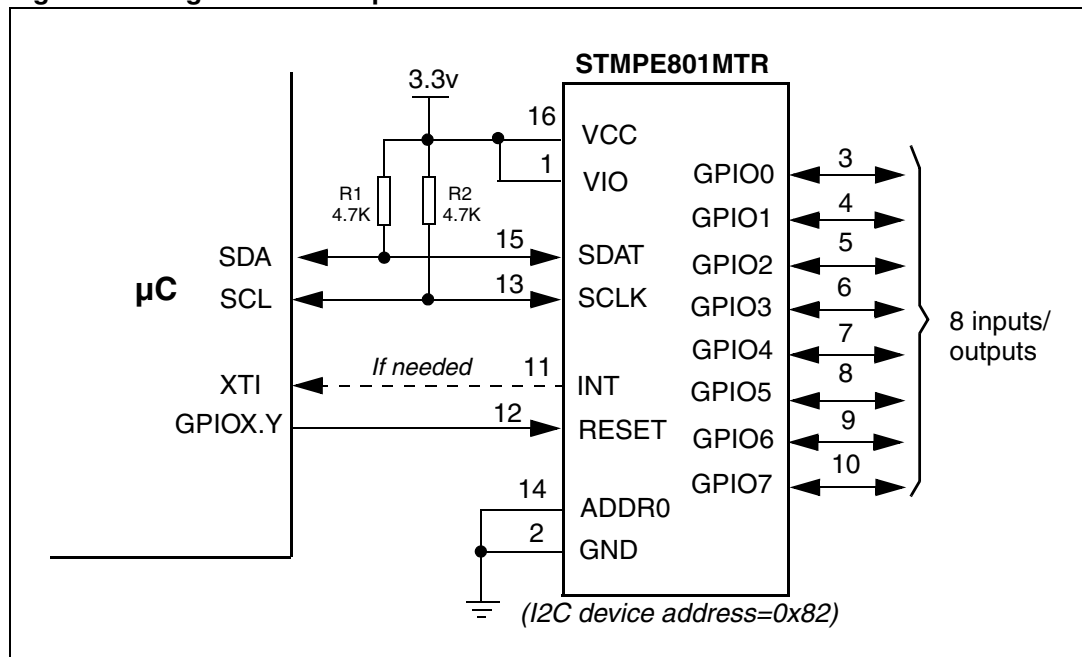 STMPE801MTR
3.3v
16
VCC
1
VIO
R1
4.7K
R2
4.7K
SDA
15
SDAT
µC
SCL
13
SCLK
XTI
If needed
11
INT
GPIOX.Y
12
RESET
14
ADDR0
2
GND
GPIO0
3
GPIO1
4
GPIO2
5
GPIO3
6
GPIO4
7
GPIO5
8
GPIO6
9
GPIO7
10
8 inputs/
outputs
(I2C device address=0x82)